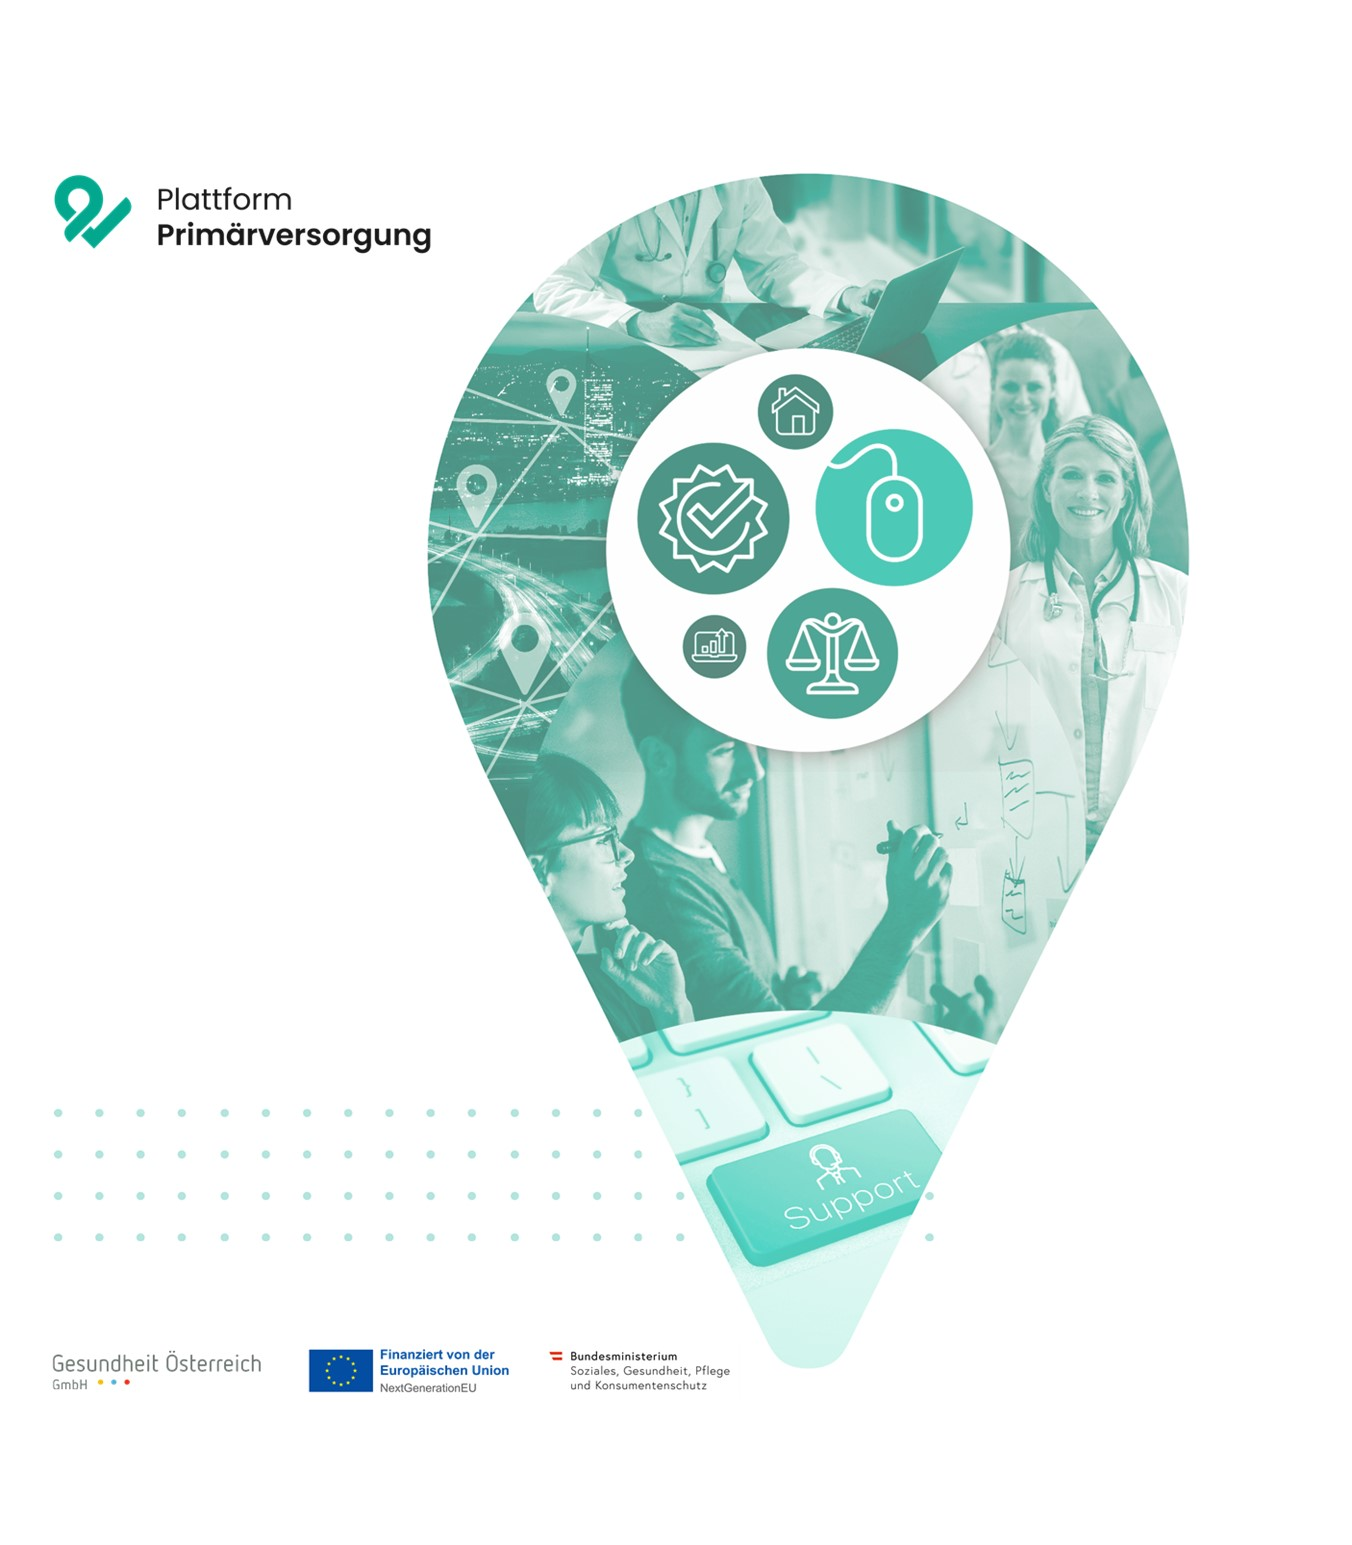 Plattform
Primärversorgung
Support
Gesundheit Österreich
GmbH
Finanziert von der
Europäischen Union
NextGenerationEU
Bundesministerium
Soziales, Gesundheit, Pflege
und Konsumentenschutz